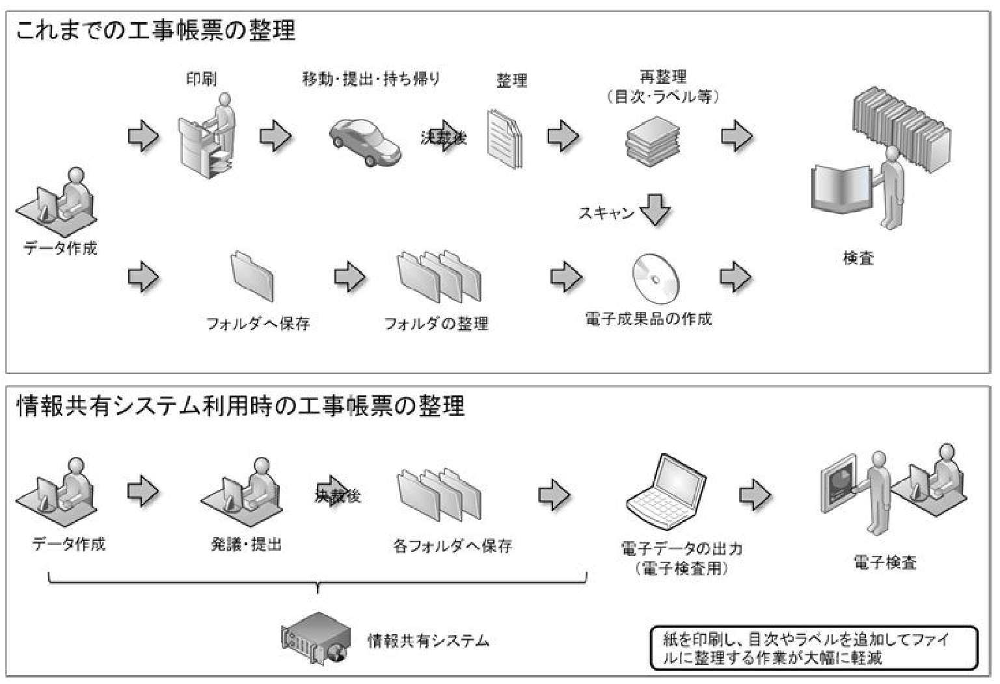 これまでの工事帳票の整理
印刷
移動・提出・持ち帰り
決裁後
整理
再整理
（目次・ラベル等）
データ作成
スキャン
検査
フォルダへ保存
フォルダの整理
電子成果品の作成
情報共有システム利用時の工事帳票の整理
データ作成
発議・提出
決裁後
各フォルダへ保存
電子データの出力
（電子検査用）
電子検査
情報共有システム
紙を印刷し、目次やラベルを追加してファイ
ルに整理する作業が大幅に軽減